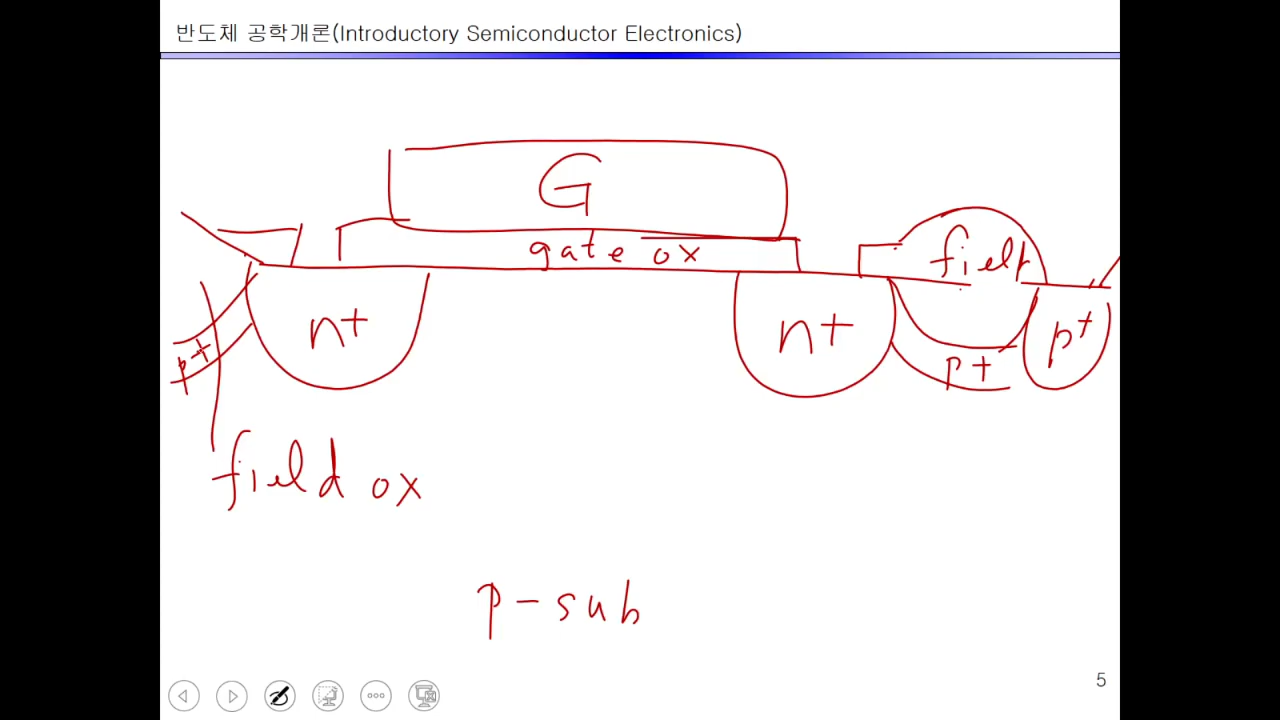 반도체 공학개론(Introductory Semiconductor Electronics)
G
gate ox
field
n+
n+
p+
p+
p+
field ox
p-sub
5